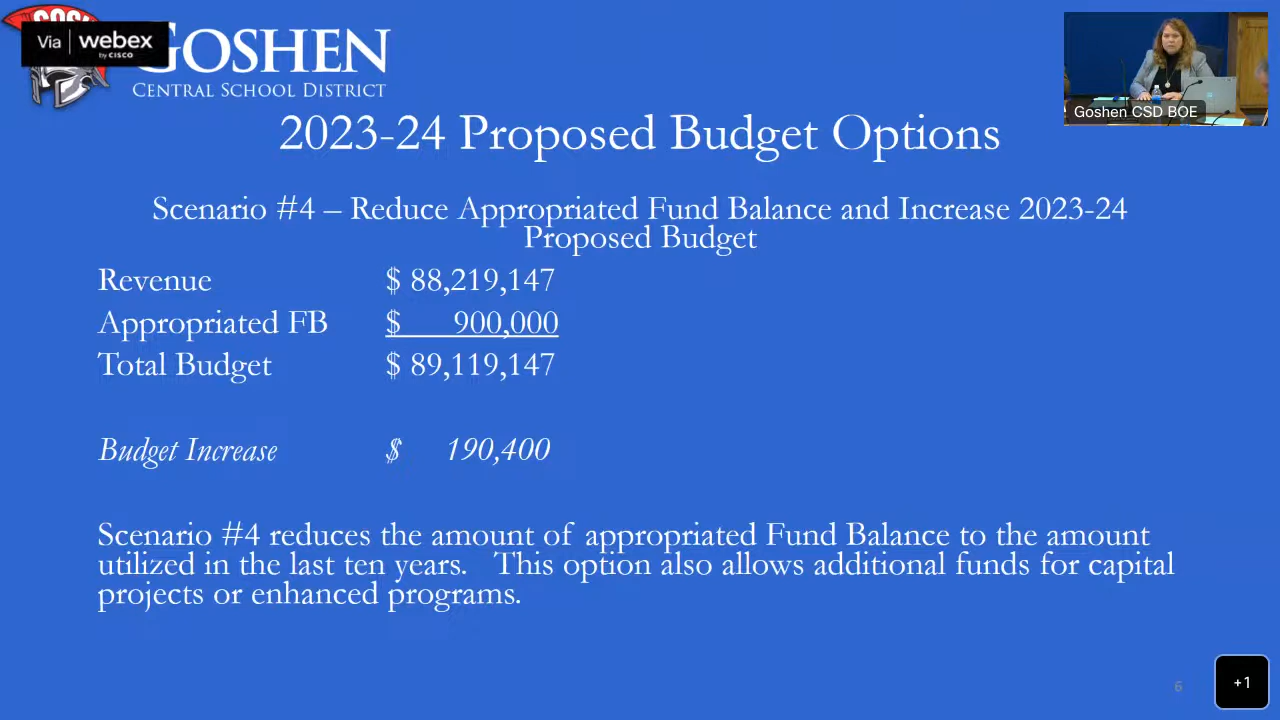 Via webex
by CISCO
GOSHEN
CENTRAL SCHOOL DISTRICT
Goshen CSD BOE
2023-24 Proposed Budget Options
Scenario #4 – Reduce Appropriated Fund Balance and Increase 2023-24
Proposed Budget
Revenue $ 88,219,147
Appropriated FB $ 900,000
Total Budget $ 89,119,147
Budget Increase $ 190,400
Scenario #4 reduces the amount of appropriated Fund Balance to the amount
utilized in the last ten years. This option also allows additional funds for capital
projects or enhanced programs.
6
+1